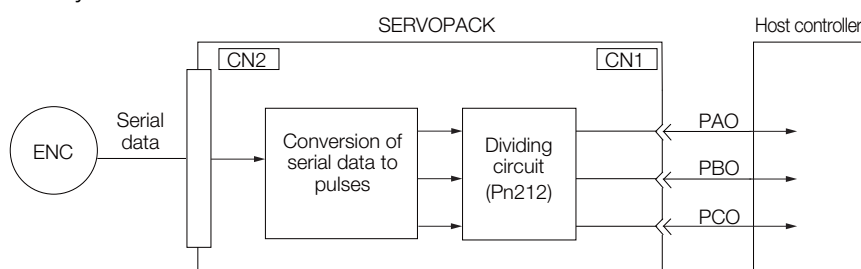 SERVOPACK
Host controller
CN2
CN1
ENC
Serial
data
Conversion of
serial data to
pulses
Dividing
circuit
(Pn212)
PAO
PBO
PCO